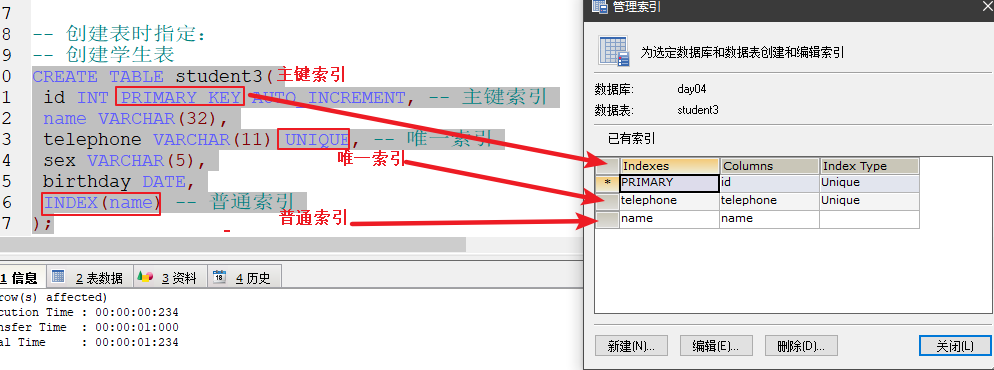 7
8
-- 创建表时指定:
9
-- 创建学生表
0
CREATE TABLE student3(
主键索引
1
id INT PRIMARY KEY AUTO_INCREMENT, -- 主键索引
2
name VARCHAR(32),
3
telephone VARCHAR(11) UNIQUE, -- 唯一索引
4
sex VARCHAR(5),
唯一索引
5
birthday DATE,
6
INDEX(name) -- 普通索引
普通索引
7
);
1 信息
2 表数据
3 资料
18
4 历史
row(s) affected)
cution Time : 00:00:00:234
nsfer Time : 00:00:01:000
al Time : 00:00:01:234
管理索引
为选定数据库和数据表创建和编辑索引
数据库: day04
数据表: student3
已有索引
Indexes Columns Index Type
* PRIMARY id Unique
telephone telephone Unique
name name
新建(N)...
编辑(E)...
删除(D)...
关闭(L)